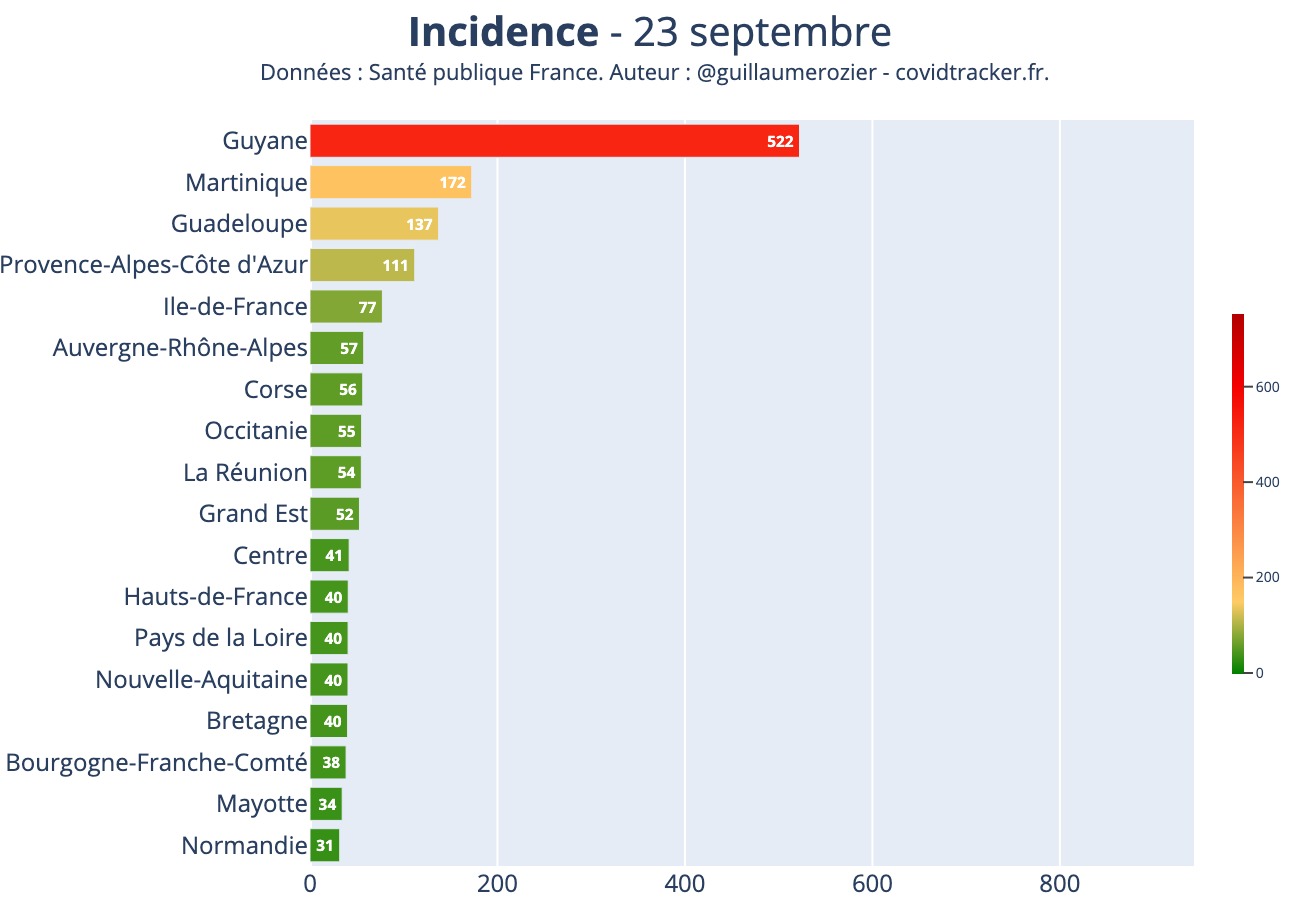 Incidence - 23 septembre
Données : Santé publique France. Auteur : @guillaumerozier - covidtracker.fr.
Guyane 522
Martinique 172
Guadeloupe 137
Provence-Alpes-Côte d'Azur 111
Ile-de-France 77
Auvergne-Rhône-Alpes 57
Corse 56
Occitanie 55
La Réunion 54
Grand Est 52
Centre 41
Hauts-de-France 40
Pays de la Loire 40
Nouvelle-Aquitaine 40
Bretagne 40
Bourgogne-Franche-Comté 38
Mayotte 34
Normandie 31
0 200 400 600 800
600
400
200
0